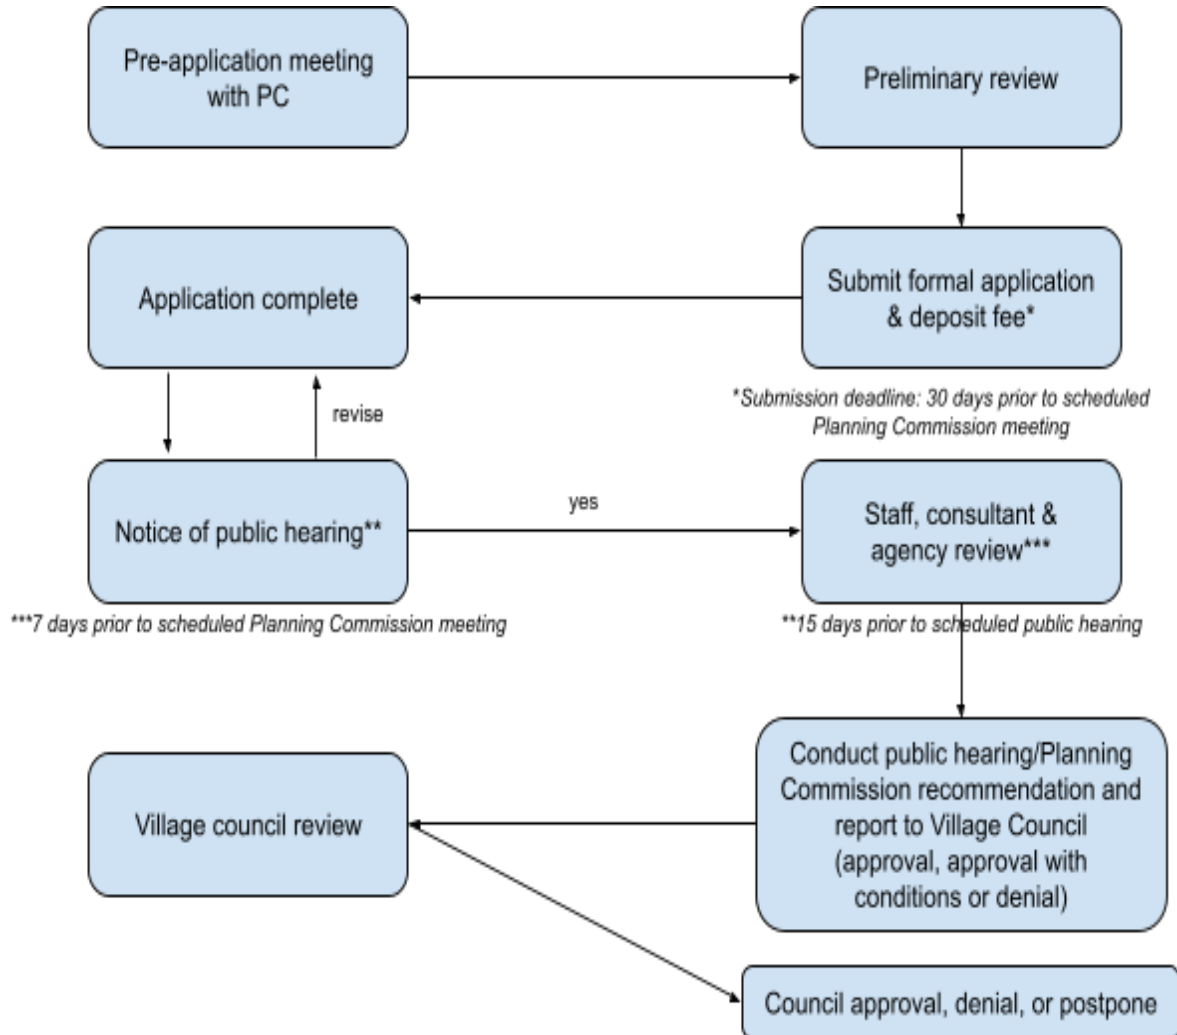 Pre-application meeting
with PC
Preliminary review
Submit formal application
& deposit fee*
*Submission deadline: 30 days prior to scheduled
Planning Commission meeting
Application complete
revise
Notice of public hearing**
***7 days prior to scheduled Planning Commission meeting
yes
Staff, consultant &
agency review***
**15 days prior to scheduled public hearing
Conduct public hearing/Planning
Commission recommendation and
report to Village Council
(approval, approval with
conditions or denial)
Village council review
Council approval, denial, or postpone